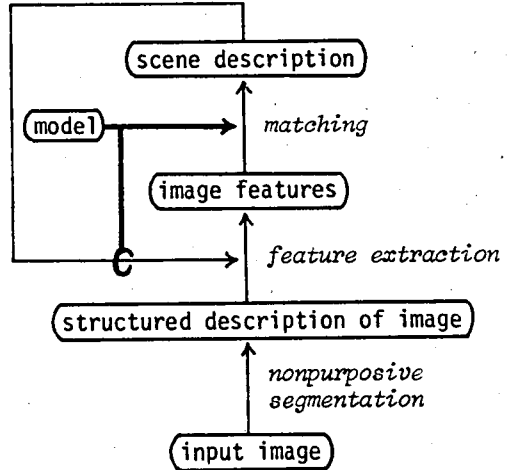 scene description
model
matching
image features
feature extraction
structured description of image
nonpurposive
segmentation
input image